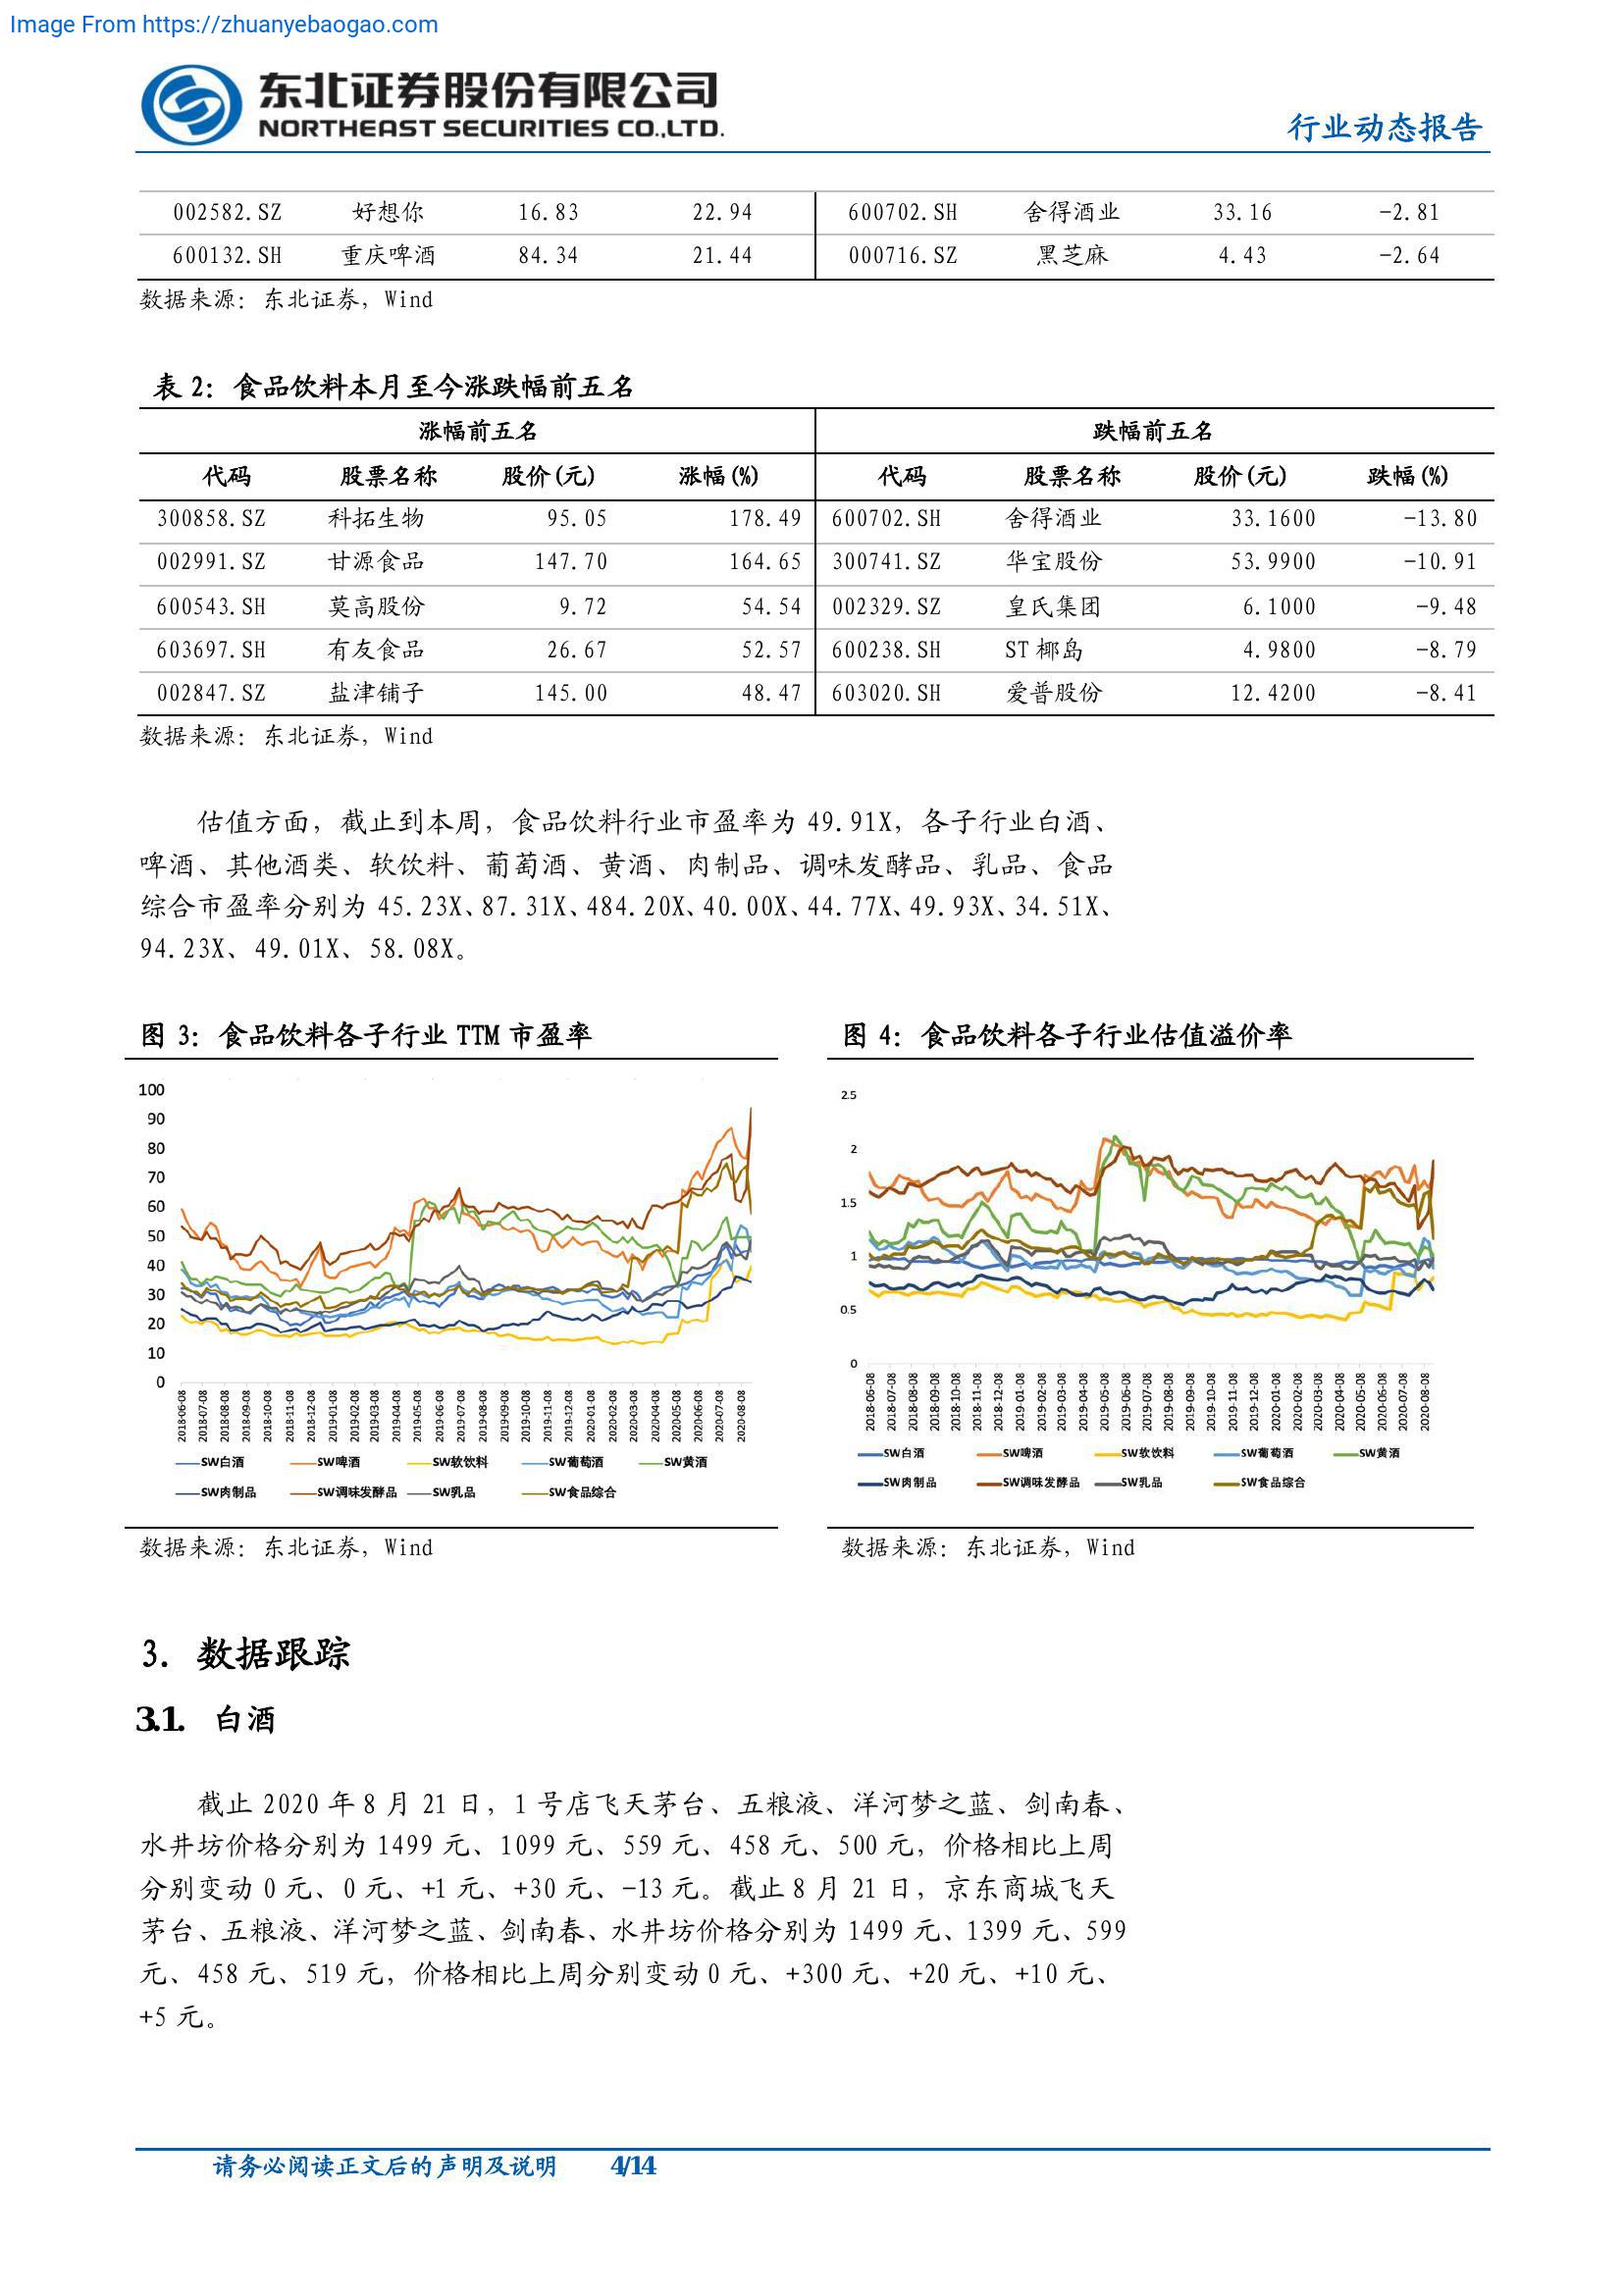 Image From https://zhuanyebaogao.com
东北证券股份有限公司
NORTHEAST SECURITIES CO.,LTD.
行业动态报告
002582.SZ 好想你 16.83 22.94 600702.SH 舍得酒业 33.16 -2.81
600132.SH 重庆啤酒 84.34 21.44 000716.SZ 黑芝麻 4.43 -2.64
数据来源：东北证券，Wind
表 2：食品饮料本月至今涨跌幅前五名
涨幅前五名 跌幅前五名
代码 股票名称 股价(元) 涨幅(%) 代码 股票名称 股价(元) 跌幅(%)
300858.SZ 科拓生物 95.05 178.49 600702.SH 舍得酒业 33.1600 -13.80
002991.SZ 甘源食品 147.70 164.65 300741.SZ 华宝股份 53.9900 -10.91
600543.SH 莫高股份 9.72 54.54 002329.SZ 皇氏集团 6.1000 -9.48
603697.SH 有友食品 26.67 52.57 600238.SH ST 椰岛 4.9800 -8.79
002847.SZ 盐津铺子 145.00 48.47 603020.SH 爱普股份 12.4200 -8.41
数据来源：东北证券，Wind
估值方面，截止到本周，食品饮料行业市盈率为 49.91X，各子行业白酒、
啤酒、其他酒类、软饮料、葡萄酒、黄酒、肉制品、调味发酵品、乳品、食品
综合市盈率分别为 45.23X、87.31X、484.20X、40.00X、44.77X、49.93X、34.51X、
94.23X、49.01X、58.08X。
图 3：食品饮料各子行业 TTM 市盈率
100
90
80
70
60
50
40
30
20
10
0
2018-06-08 2018-07-08 2018-08-08 2018-09-08 2018-10-08 2018-11-08 2018-12-08 2019-01-08 2019-02-08 2019-03-08 2019-04-08 2019-05-08 2019-06-08 2019-07-08 2019-08-08 2019-09-08 2019-10-08 2019-11-08 2019-12-08 2020-01-08 2020-02-08 2020-03-08 2020-04-08 2020-05-08 2020-06-08 2020-07-08 2020-08-08
SW白酒 SW啤酒 SW软饮料 SW葡萄酒 SW黄酒
SW肉制品 SW调味发酵品 SW乳品 SW食品综合
数据来源：东北证券，Wind
图 4：食品饮料各子行业估值溢价率
2.5
2
1.5
1
0.5
0
2018-06-08 2018-07-08 2018-08-08 2018-09-08 2018-10-08 2018-11-08 2018-12-08 2019-01-08 2019-02-08 2019-03-08 2019-04-08 2019-05-08 2019-06-08 2019-07-08 2019-08-08 2019-09-08 2019-10-08 2019-11-08 2019-12-08 2020-01-08 2020-02-08 2020-03-08 2020-04-08 2020-05-08 2020-06-08 2020-07-08 2020-08-08
SW白酒 SW啤酒 SW软饮料 SW葡萄酒 SW黄酒
SW肉制品 SW调味发酵品 SW乳品 SW食品综合
数据来源：东北证券，Wind
3. 数据跟踪
3.1. 白酒
截止 2020 年 8 月 21 日，1 号店飞天茅台、五粮液、洋河梦之蓝、剑南春、
水井坊价格分别为 1499 元、1099 元、559 元、458 元、500 元，价格相比上周
分别变动 0 元、0 元、+1 元、+30 元、-13 元。截止 8 月 21 日，京东商城飞天
茅台、五粮液、洋河梦之蓝、剑南春、水井坊价格分别为 1499 元、1399 元、599
元、458 元、519 元，价格相比上周分别变动 0 元、+300 元、+20 元、+10 元、
+5 元。
请务必阅读正文后的声明及说明 4/14